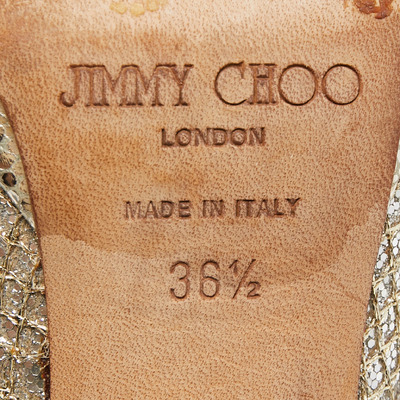 JIMMY CHOO
LONDON
MADE IN ITALY
36½